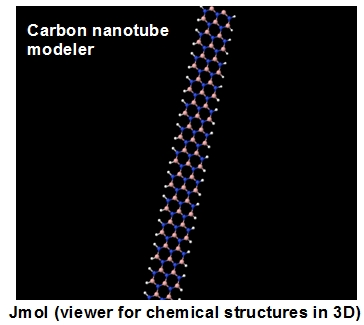 Carbon nanotube
modeler
Jmol (viewer for chemical structures in 3D)